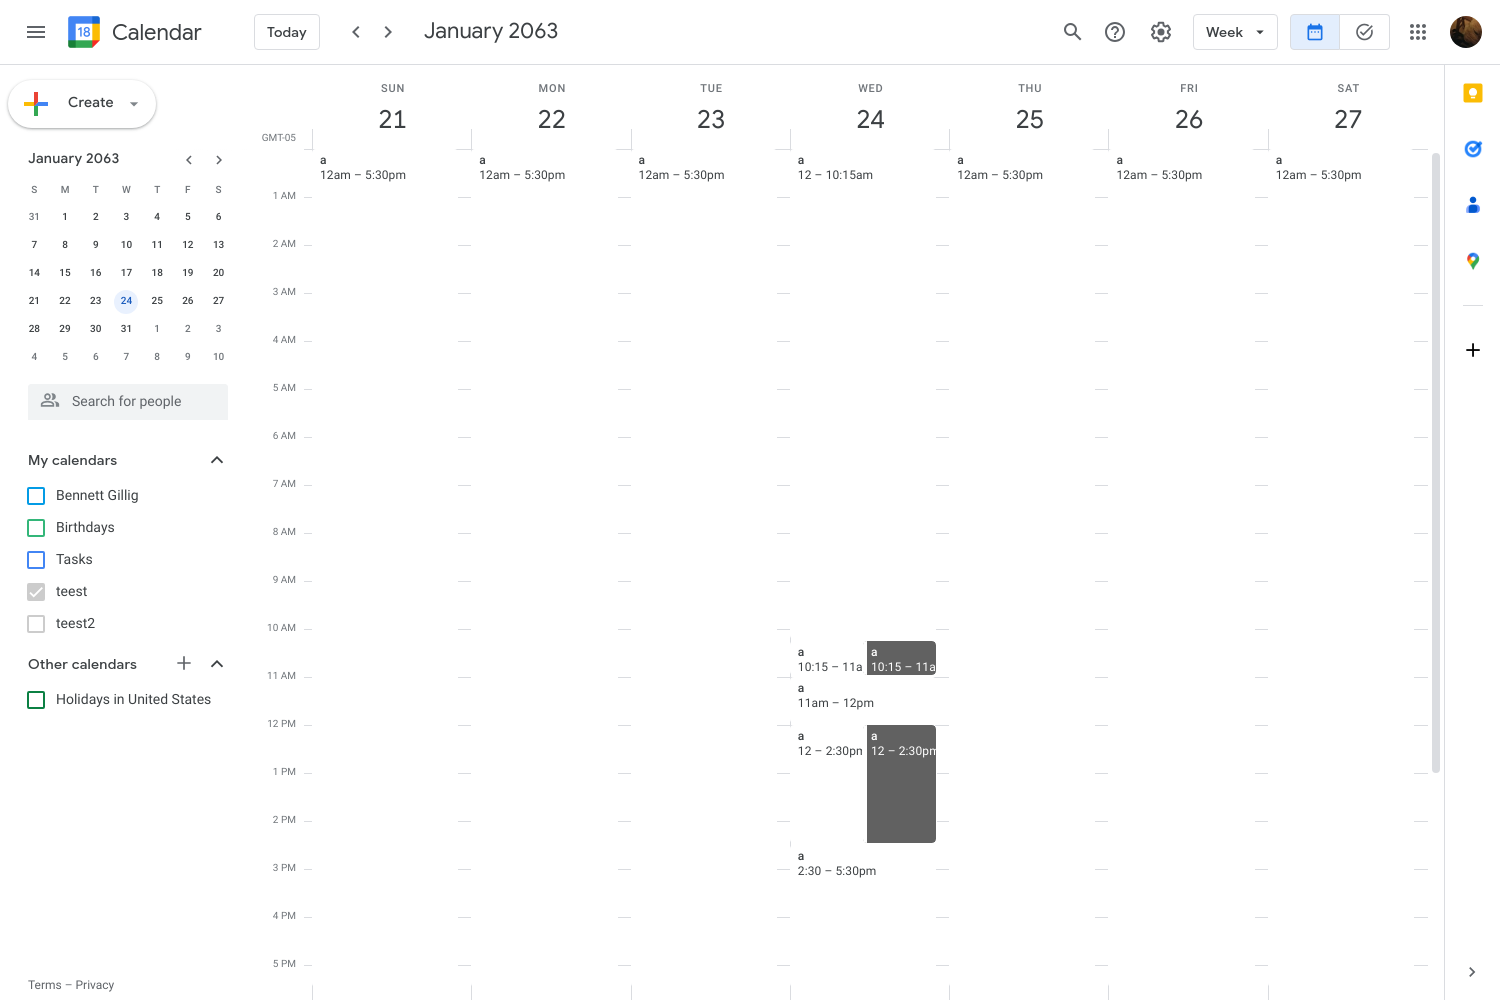 18 Calendar
Today
January 2063
Week
Create
January 2063
S M T W T F S
31 1 2 3 4 5 6
7 8 9 10 11 12 13
14 15 16 17 18 19 20
21 22 23 24 25 26 27
28 29 30 31 1 2 3
4 5 6 7 8 9 10
Search for people
My calendars
Bennett Gillig
Birthdays
Tasks
teest
teest2
Other calendars
Holidays in United States
Terms – Privacy
SUN MON TUE WED THU FRI SAT
21 22 23 24 25 26 27
GMT-05
a a a a a a a
12am – 5:30pm 12am – 5:30pm 12am – 5:30pm 12 – 10:15am 12am – 5:30pm 12am – 5:30pm 12am – 5:30pm
1 AM
2 AM
3 AM
4 AM
5 AM
6 AM
7 AM
8 AM
9 AM
10 AM
a a
10:15 – 11a 10:15 – 11a
11 AM
a
11am – 12pm
12 PM
a a
12 – 2:30pm 12 – 2:30pm
1 PM
2 PM
a
2:30 – 5:30pm
3 PM
4 PM
5 PM